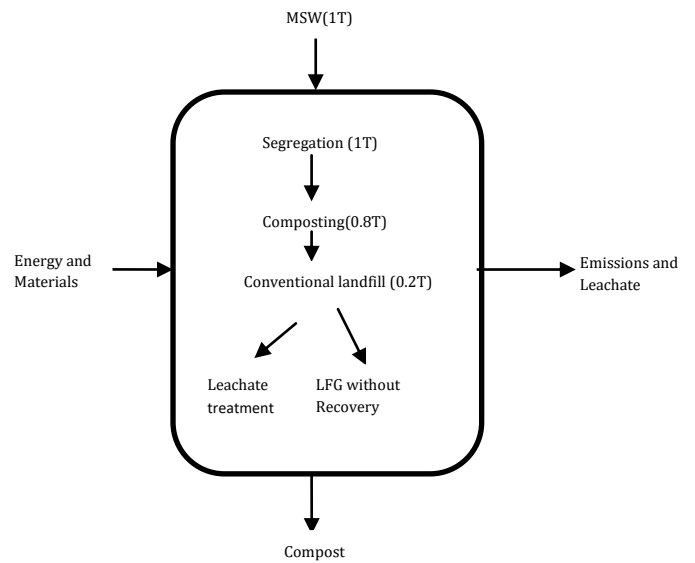 MSW(1T)
Segregation (1T)
Composting(0.8T)
Energy and
Materials
Conventional landfill (0.2T)
Emissions and
Leachate
Leachate
treatment
LFG without
Recovery
Compost